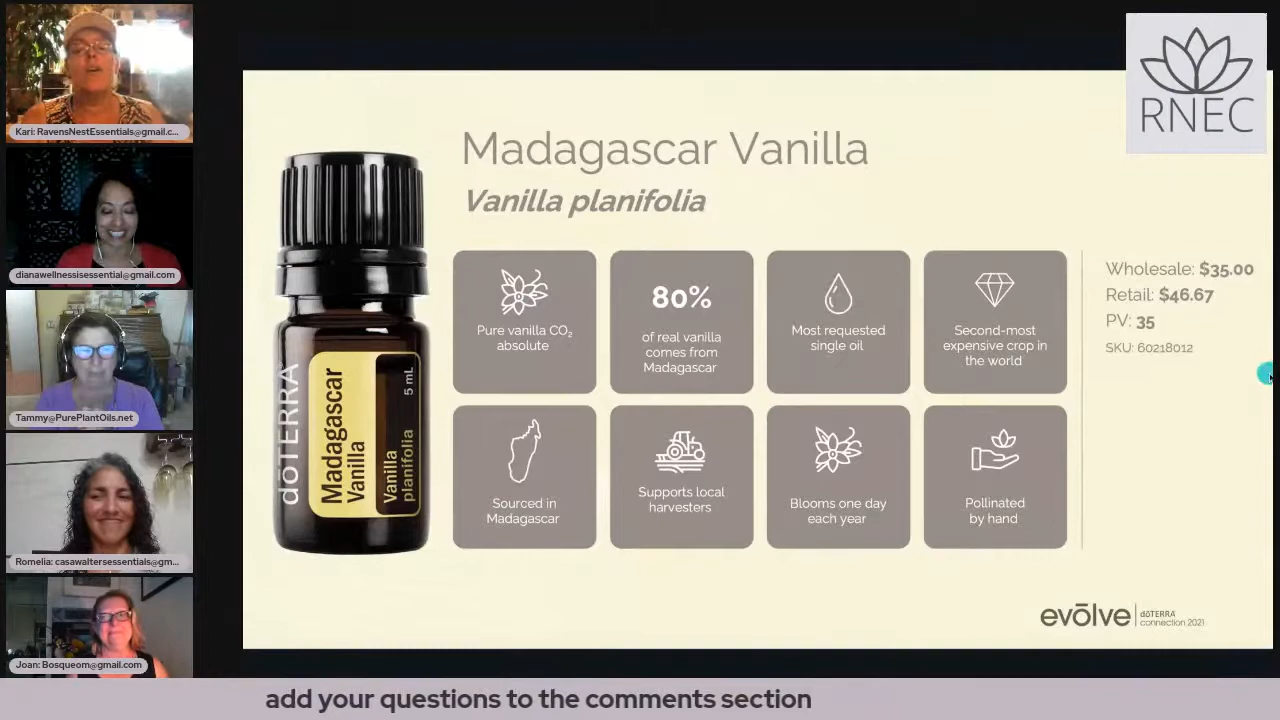 Kari: RavensNestEssentials@gmail.c...
dianawellnessisessential@gmail.com
Tammy@PurePlantOils.net
Romelia: casawaltersessentials@gm...
Joan: Bosqueom@gmail.com
RNEC
Madagascar Vanilla
Vanilla planifolia
dōTERRA
Madagascar
Vanilla
Vanilla
planifolia
5 mL
Pure vanilla CO₂
absolute
80%
of real vanilla
comes from
Madagascar
Most requested
single oil
Second-most
expensive crop in
the world
Sourced in
Madagascar
Supports local
harvesters
Blooms one day
each year
Pollinated
by hand
Wholesale: $35.00
Retail: $46.67
PV: 35
SKU: 60218012
evōlve
dōTERRA
connection 2021
add your questions to the comments section